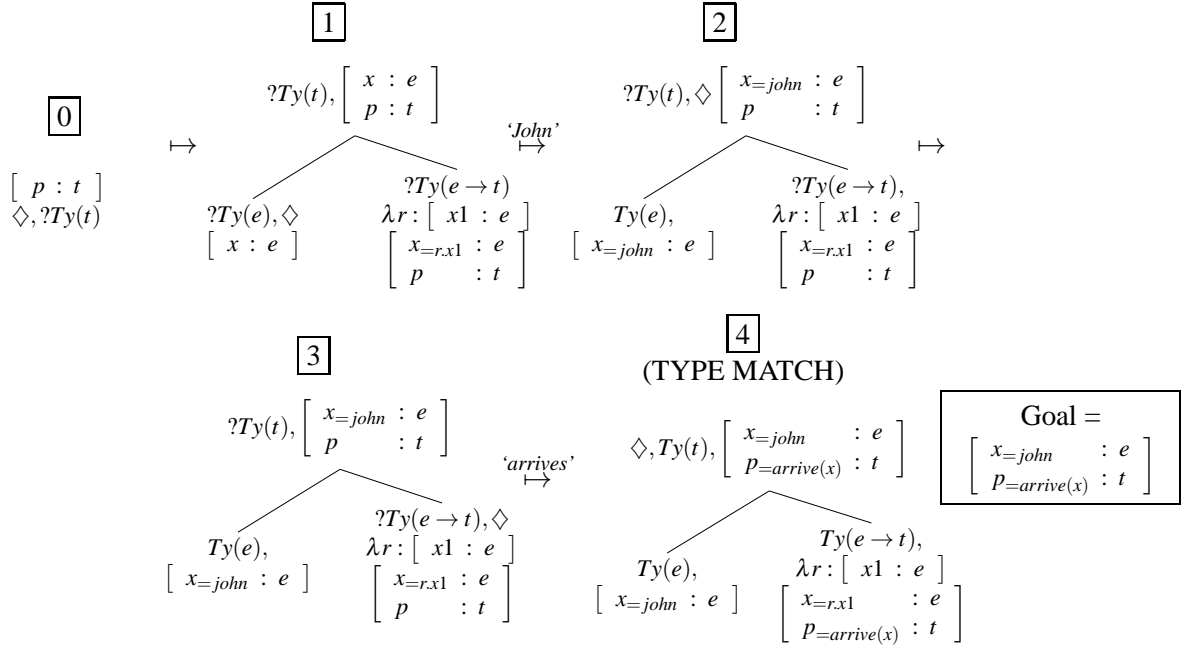 0
[ p : t ]
◇, ?Ty(t)
↦
1
?Ty(t), [ x : e
p : t ]
?Ty(e), ◇
[ x : e ]
?Ty(e → t)
λr : [ x1 : e ]
[ x=r.x1 : e
p : t ]
‘John’
↦
2
?Ty(t), ◇ [ x=john : e
p : t ]
Ty(e),
[ x=john : e ]
?Ty(e → t),
λr : [ x1 : e ]
[ x=r.x1 : e
p : t ]
↦
3
?Ty(t), [ x=john : e
p : t ]
Ty(e),
[ x=john : e ]
?Ty(e → t), ◇
λr : [ x1 : e ]
[ x=r.x1 : e
p : t ]
‘arrives’
↦
4
(TYPE MATCH)
◇, Ty(t), [ x=john : e
p=arrive(x) : t ]
Ty(e),
[ x=john : e ]
Ty(e → t),
λr : [ x1 : e ]
[ x=r.x1 : e
p=arrive(x) : t ]
Goal =
[ x=john : e
p=arrive(x) : t ]